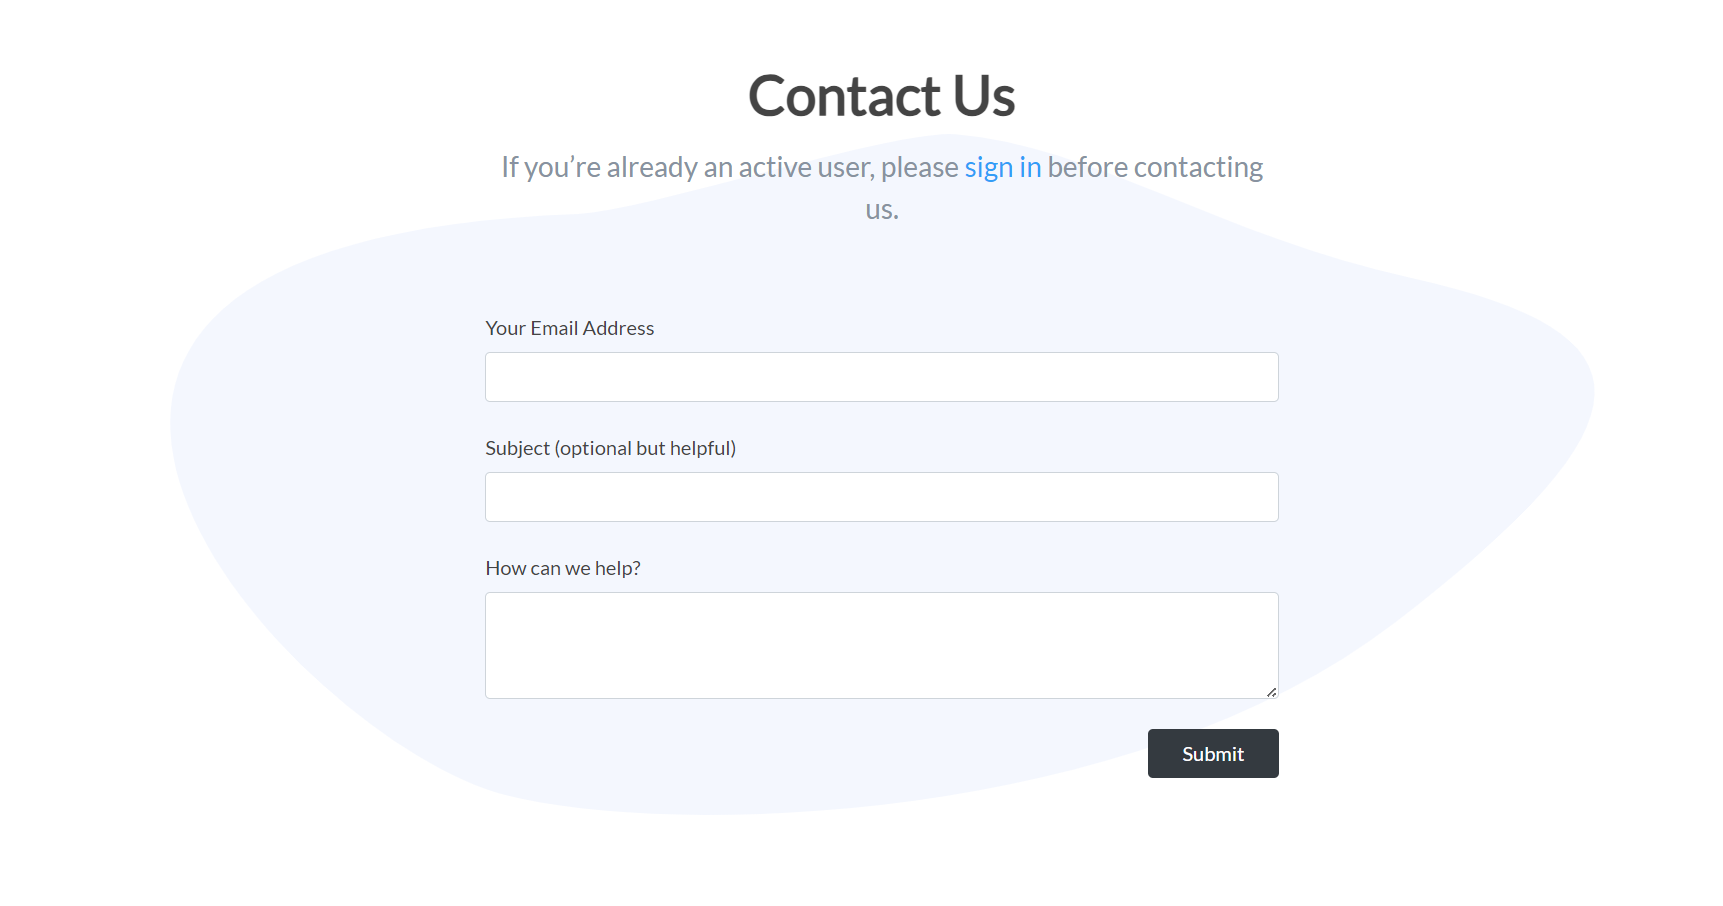 Contact Us
If you’re already an active user, please sign in before contacting
us.
Your Email Address
Subject (optional but helpful)
How can we help?
Submit